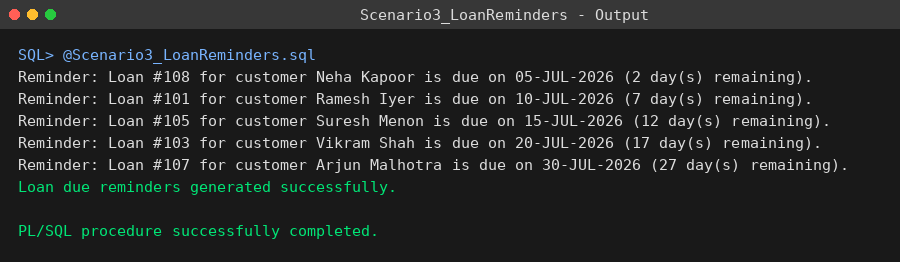 Scenario3_LoanReminders - Output
SQL> @Scenario3_LoanReminders.sql
Reminder: Loan #108 for customer Neha Kapoor is due on 05-JUL-2026 (2 day(s) remaining).
Reminder: Loan #101 for customer Ramesh Iyer is due on 10-JUL-2026 (7 day(s) remaining).
Reminder: Loan #105 for customer Suresh Menon is due on 15-JUL-2026 (12 day(s) remaining).
Reminder: Loan #103 for customer Vikram Shah is due on 20-JUL-2026 (17 day(s) remaining).
Reminder: Loan #107 for customer Arjun Malhotra is due on 30-JUL-2026 (27 day(s) remaining).
Loan due reminders generated successfully.
PL/SQL procedure successfully completed.